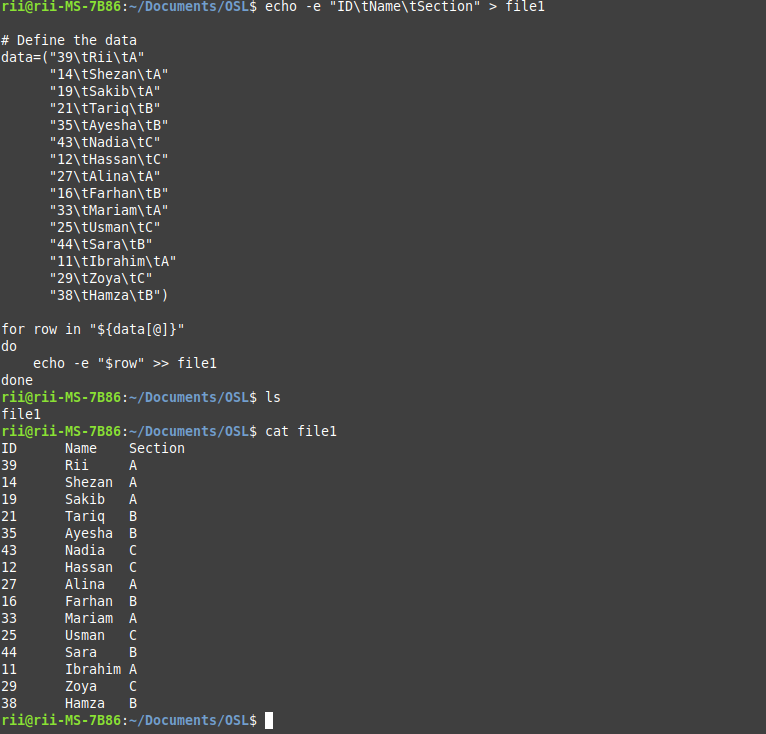 rii@rii-MS-7B86:~/Documents/OSL$ echo -e "ID\tName\tSection" > file1

# Define the data
data=("39\tRii\tA"
      "14\tShezan\tA"
      "19\tSakib\tA"
      "21\tTariq\tB"
      "35\tAyesha\tB"
      "43\tNadia\tC"
      "12\tHassan\tC"
      "27\tAlina\tA"
      "16\tFarhan\tB"
      "33\tMariam\tA"
      "25\tUsman\tC"
      "44\tSara\tB"
      "11\tIbrahim\tA"
      "29\tZoya\tC"
      "38\tHamza\tB")

for row in "${data[@]}"
do
    echo -e "$row" >> file1
done
rii@rii-MS-7B86:~/Documents/OSL$ ls
file1
rii@rii-MS-7B86:~/Documents/OSL$ cat file1
ID      Name    Section
39      Rii     A
14      Shezan  A
19      Sakib   A
21      Tariq   B
35      Ayesha  B
43      Nadia   C
12      Hassan  C
27      Alina   A
16      Farhan  B
33      Mariam  A
25      Usman   C
44      Sara    B
11      Ibrahim A
29      Zoya    C
38      Hamza   B
rii@rii-MS-7B86:~/Documents/OSL$